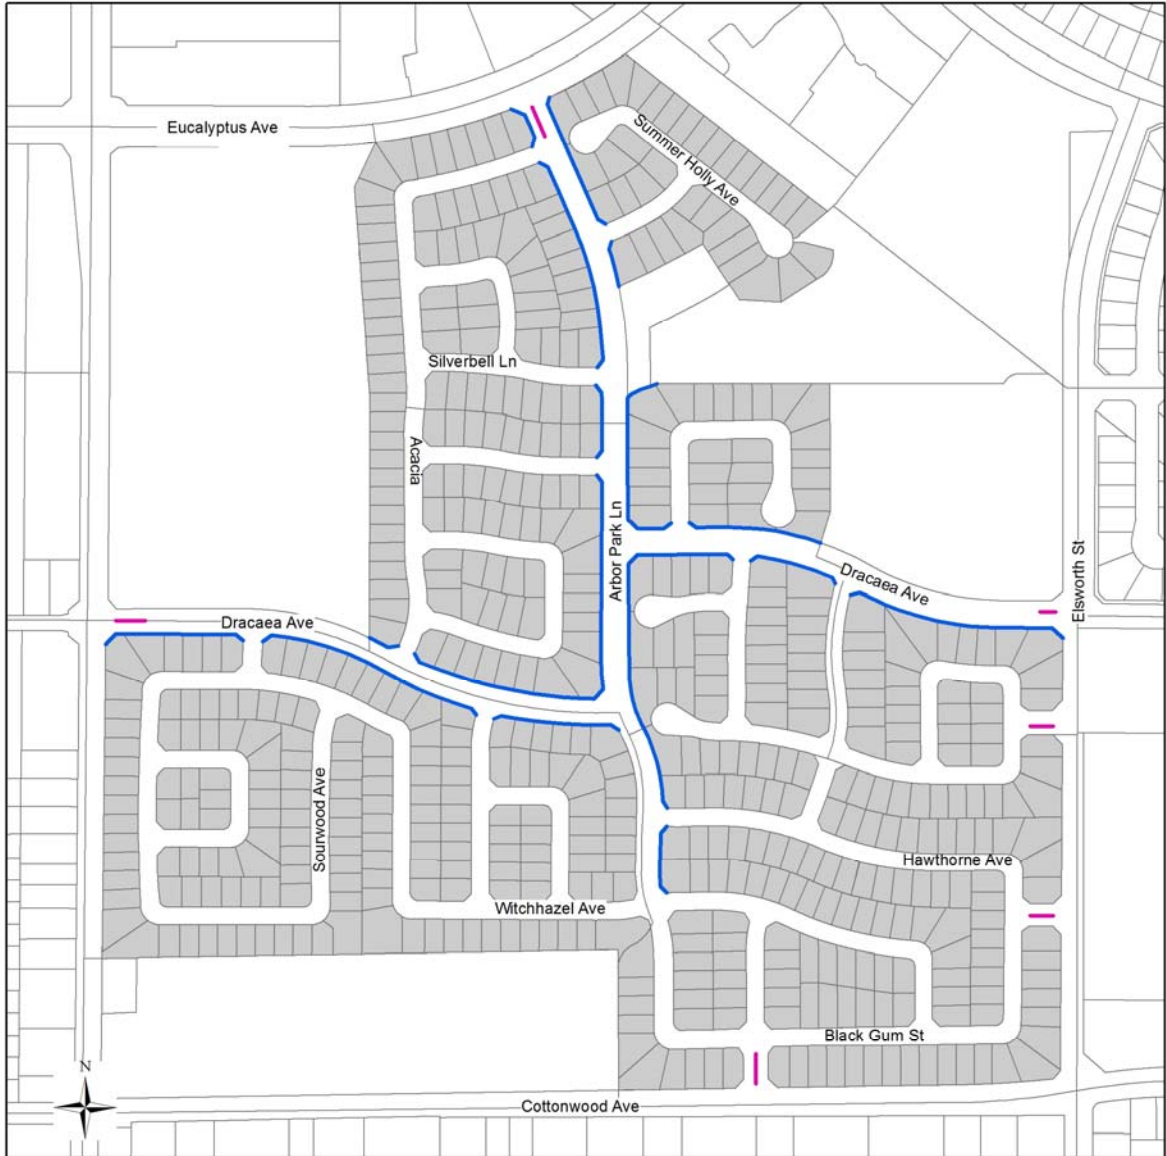 Eucalyptus Ave
Summer Holly Ave
Silverbell Ln
Acacia
Arbor Park Ln
Elsworth St
Dracaea Ave
Dracaea Ave
Sourwood Ave
Hawthorne Ave
Witchhazel Ave
Black Gum St
N
Cottonwood Ave